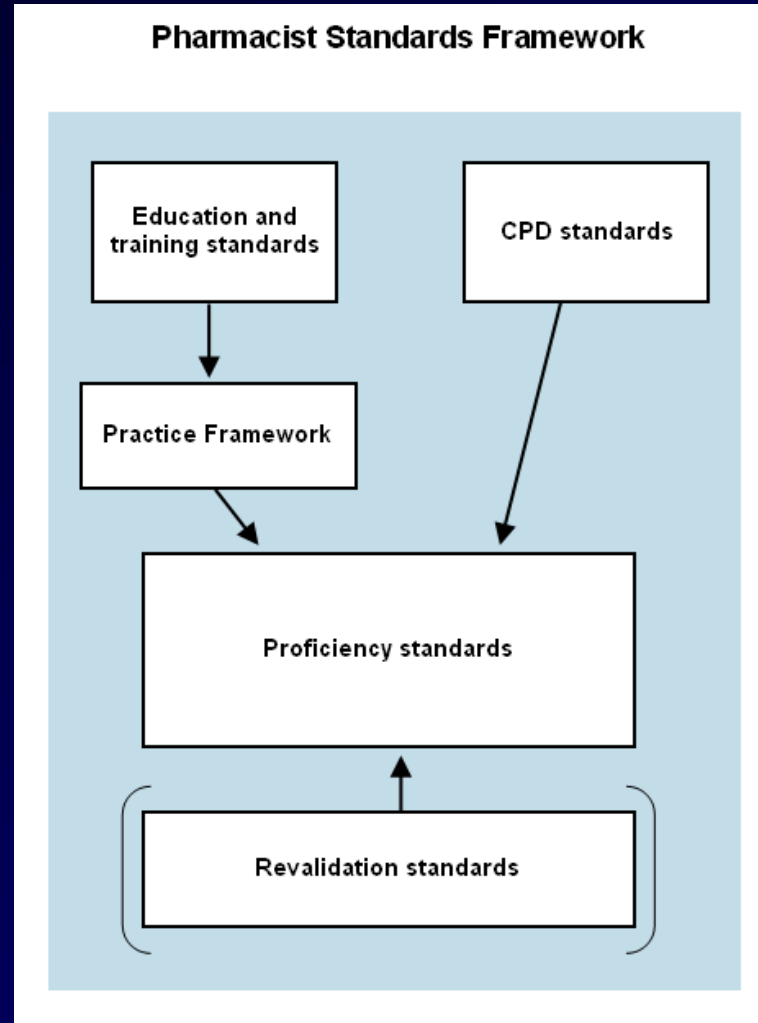 Pharmacist Standards Framework
Education and
training standards
CPD standards
Practice Framework
Proficiency standards
Revalidation standards